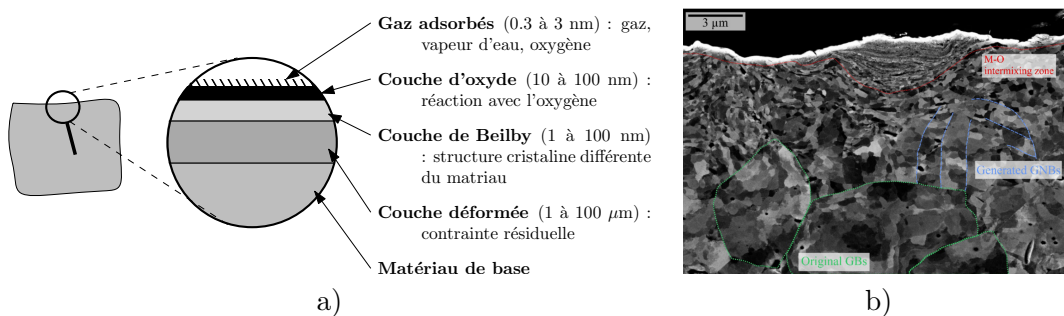 Gaz adsorbés (0.3 à 3 nm) : gaz,
vapeur d'eau, oxygène
Couche d'oxyde (10 à 100 nm) :
réaction avec l'oxygène
Couche de Beilby (1 à 100 nm)
: structure cristaline différente
du matriau
Couche déformée (1 à 100 μm) :
contrainte résiduelle
Matériau de base
a)
3 μm
M-O
intermixing zone
Generated GNBs
Original GBs
b)